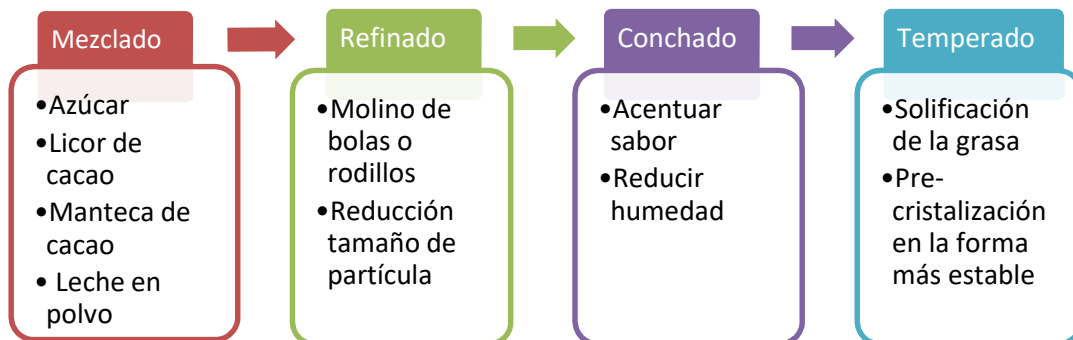 Mezclado
•Azúcar
•Licor de
cacao
•Manteca de
cacao
• Leche en
polvo
Refinado
•Molino de
bolas o
rodillos
•Reducción
tamaño de
partícula
Conchado
•Acentuar
sabor
•Reducir
humedad
Temperado
•Solificación
de la grasa
•Pre-
cristalización
en la forma
más estable